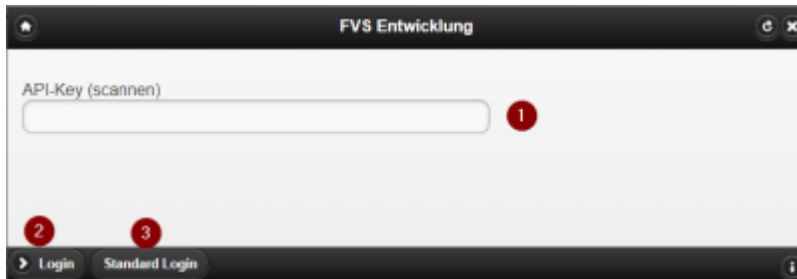 FVS Entwicklung
API-Key (scannen)
1
2
3
Login
Standard Login